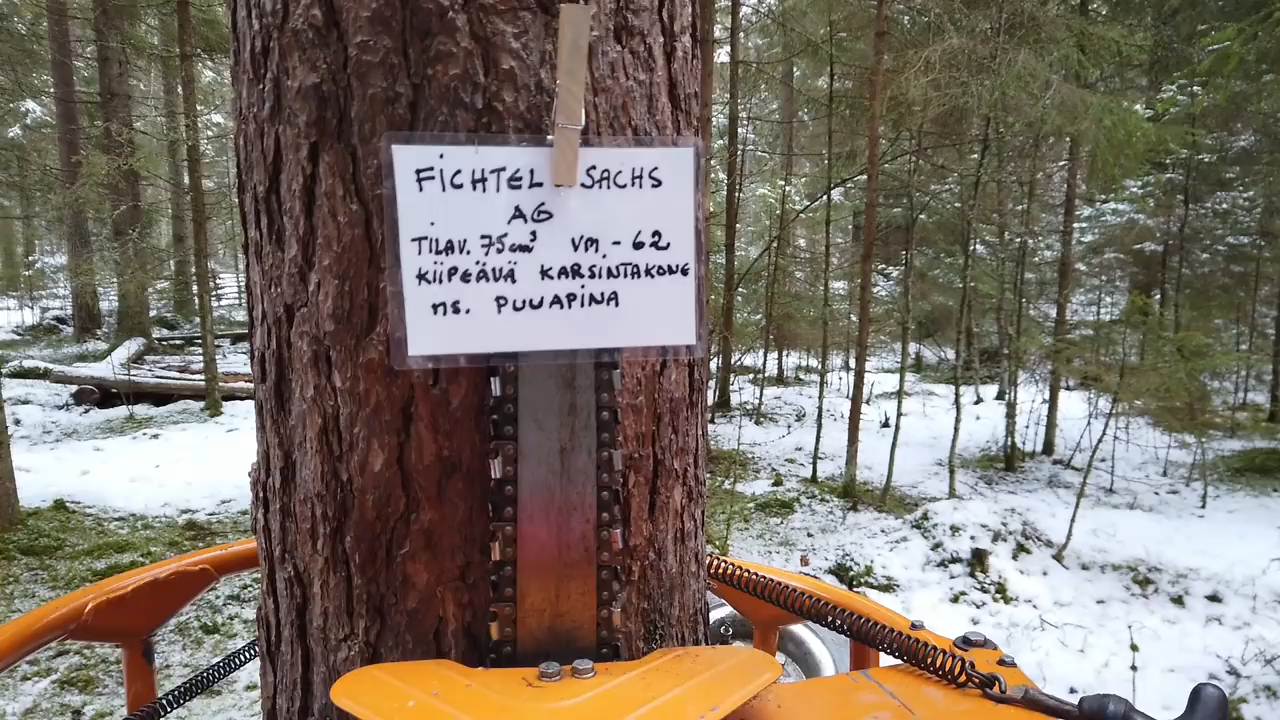 FICHTEL & SACHS
AG
TILAV. 75cm³ VM. -62
KIIPEÄVÄ KARSINTAKONE
ns. PUUAPINA